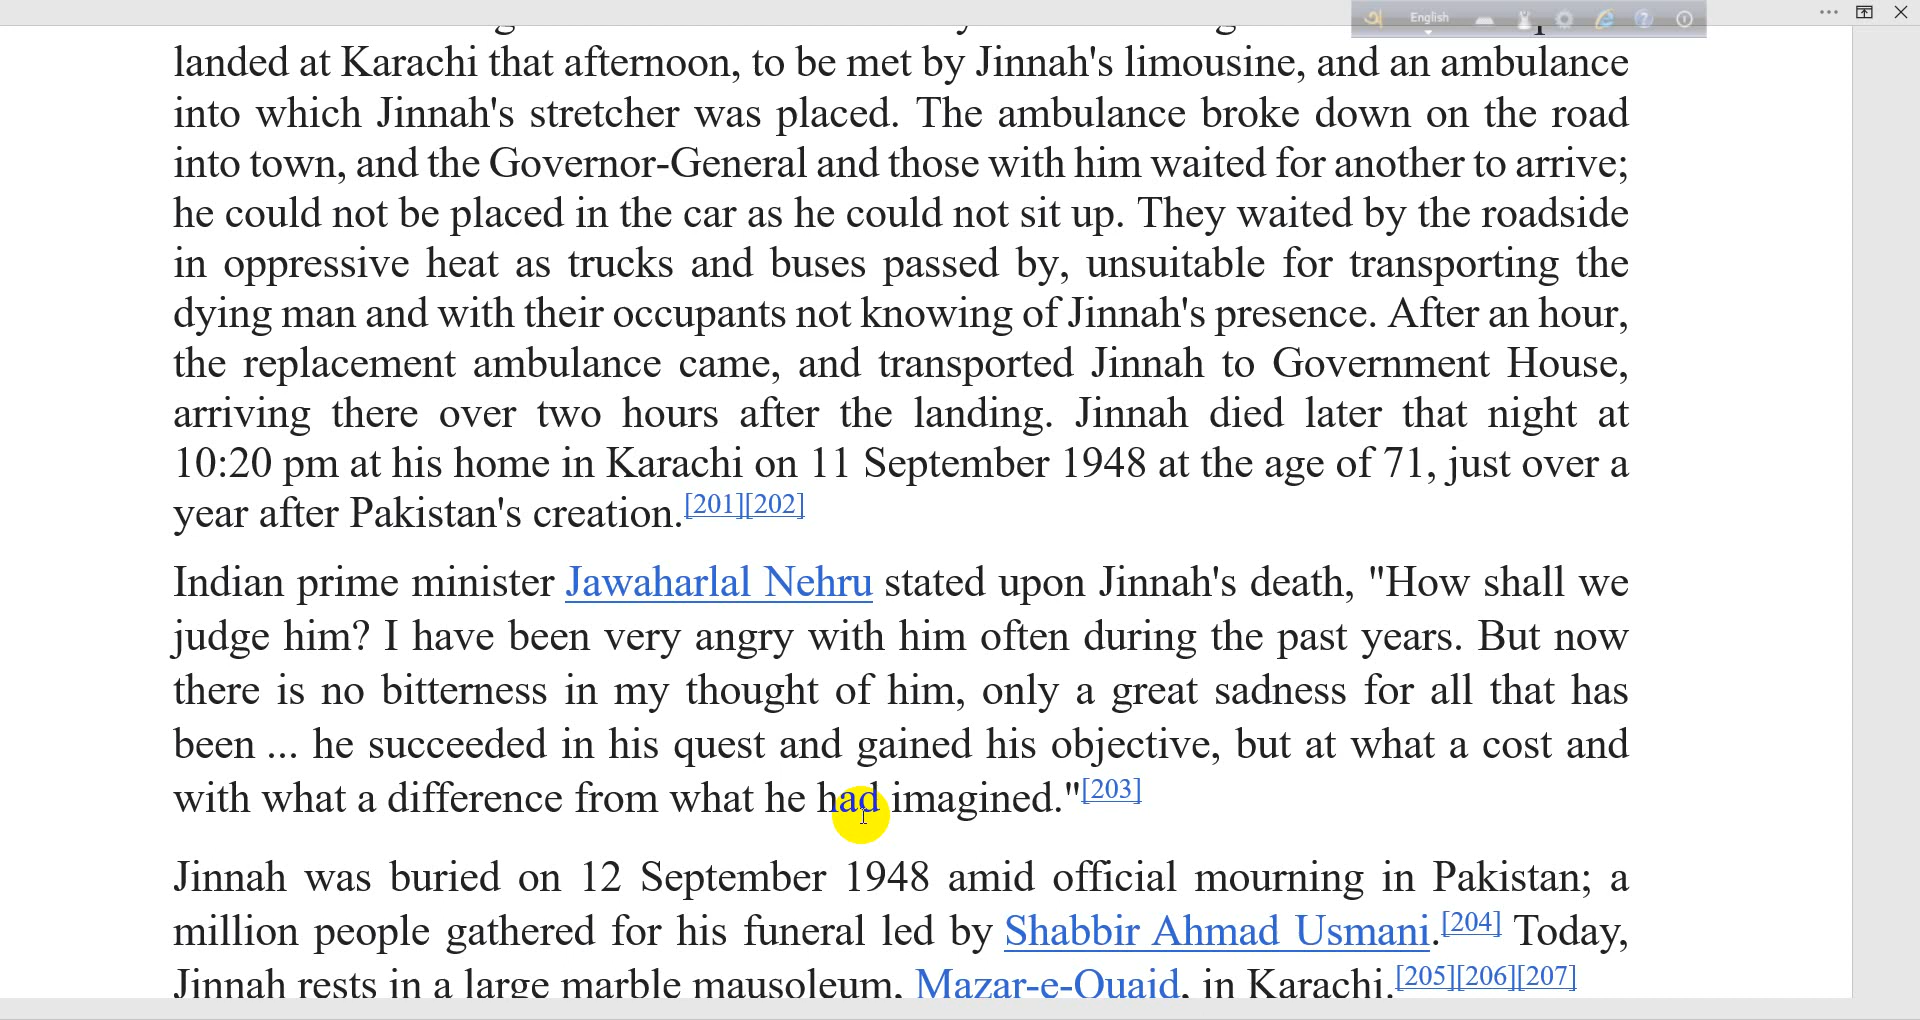 English
landed at Karachi that afternoon, to be met by Jinnah's limousine, and an ambulance
into which Jinnah's stretcher was placed. The ambulance broke down on the road
into town, and the Governor-General and those with him waited for another to arrive;
he could not be placed in the car as he could not sit up. They waited by the roadside
in oppressive heat as trucks and buses passed by, unsuitable for transporting the
dying man and with their occupants not knowing of Jinnah's presence. After an hour,
the replacement ambulance came, and transported Jinnah to Government House,
arriving there over two hours after the landing. Jinnah died later that night at
10:20 pm at his home in Karachi on 11 September 1948 at the age of 71, just over a
year after Pakistan's creation.[201][202]
Indian prime minister Jawaharlal Nehru stated upon Jinnah's death, "How shall we
judge him? I have been very angry with him often during the past years. But now
there is no bitterness in my thought of him, only a great sadness for all that has
been ... he succeeded in his quest and gained his objective, but at what a cost and
with what a difference from what he had imagined."[203]
Jinnah was buried on 12 September 1948 amid official mourning in Pakistan; a
million people gathered for his funeral led by Shabbir Ahmad Usmani.[204] Today,
Jinnah rests in a large marble mausoleum, Mazar-e-Quaid, in Karachi.[205][206][207]